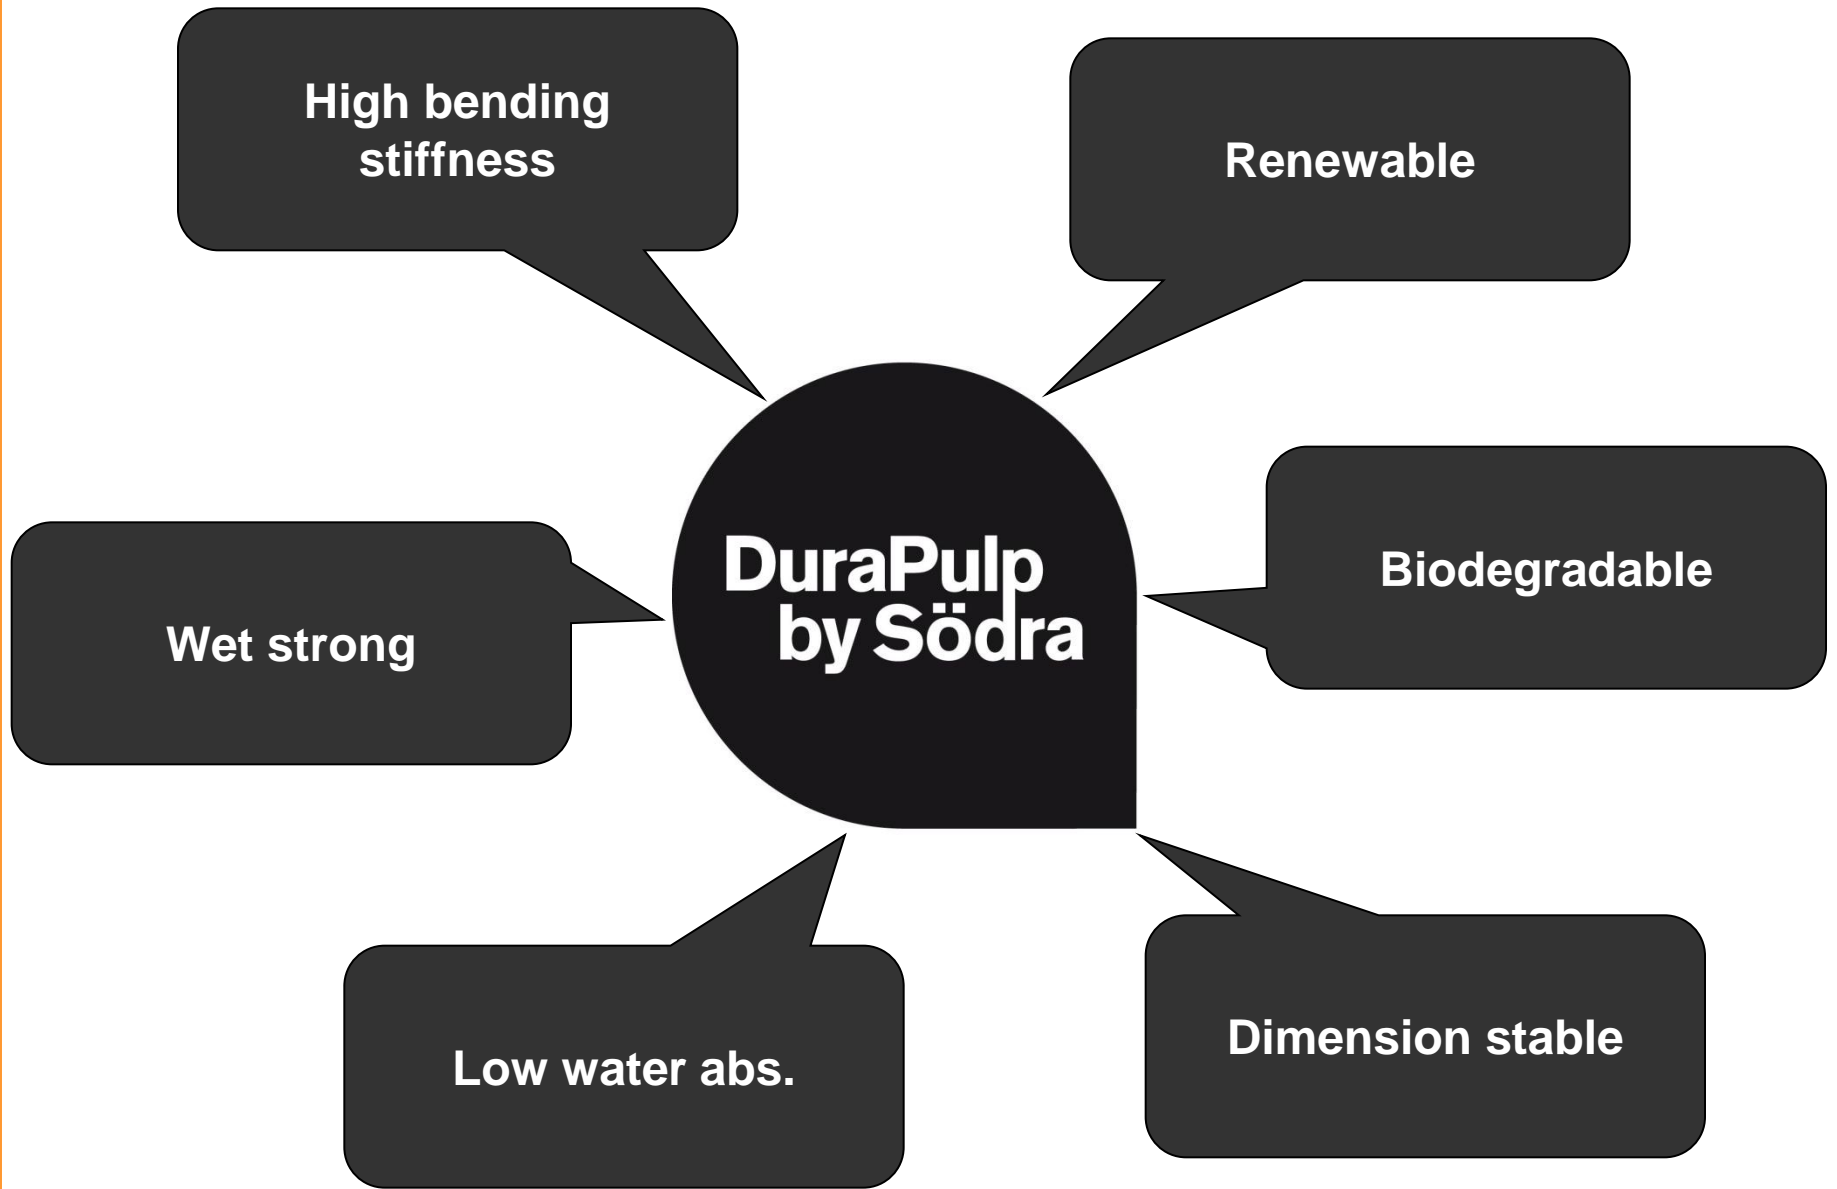 High bending
stiffness
Renewable
DuraPulp
by Södra
Biodegradable
Wet strong
Low water abs.
Dimension stable